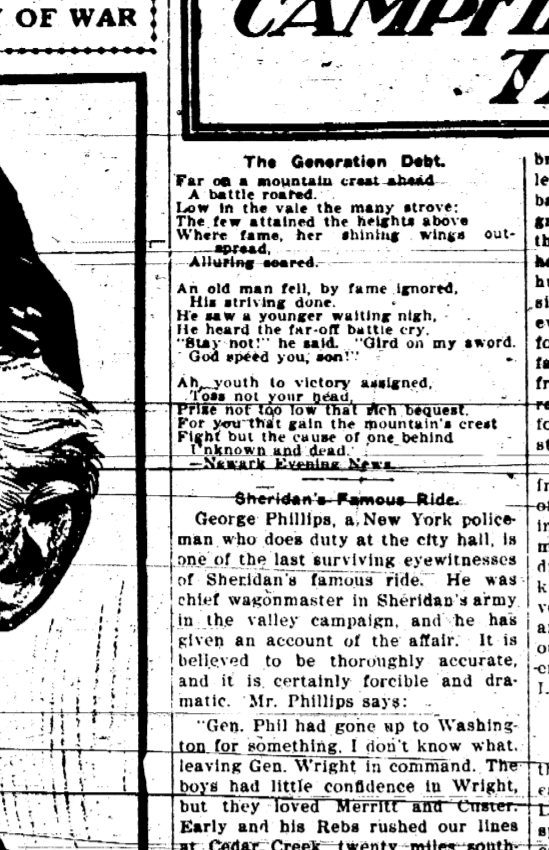 OF WAR
The Generation Debt.
Far on a mountain crest ahead
A battle roared.
Low in the vale the many strove;
The few attained the heights above
Where fame, her shining wings out-
spread,
Alluring soared.
An old man fell, by fame ignored,
His striving done.
He saw a younger waiting nigh,
He heard the far-off battle cry.
"Stay not!" he said. "Gird on my sword.
God speed you, son!"
Ah, youth to victory assigned,
Toss not your head,
Prize not too low that rich bequest.
For you that gain the mountain's crest
Fight but the cause of one behind
Unknown and dead.
—Newark Evening News.
Sheridan's Famous Ride.
George Phillips, a New York police-
man who does duty at the city hall, is
one of the last surviving eyewitnesses
of Sheridan's famous ride. He was
chief wagonmaster in Sheridan's army
in the valley campaign, and he has
given an account of the affair. It is
believed to be thoroughly accurate,
and it is certainly forcible and dra-
matic. Mr. Phillips says:
"Gen. Phil had gone up to Washing-
ton for something, I don't know what,
leaving Gen. Wright in command. The
boys had little confidence in Wright,
but they loved Merritt and Custer.
Early and his Rebs rushed our lines
at Cedar Creek, twenty miles south-